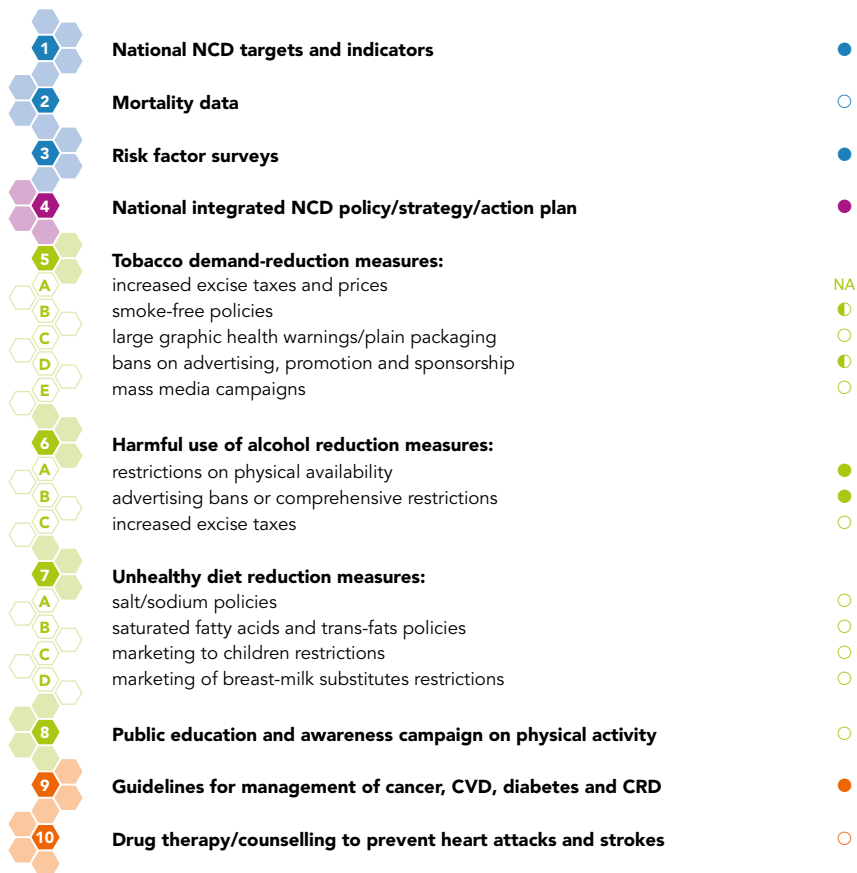 1 National NCD targets and indicators
2 Mortality data
3 Risk factor surveys
4 National integrated NCD policy/strategy/action plan
5 Tobacco demand-reduction measures:
A increased excise taxes and prices NA
B smoke-free policies
C large graphic health warnings/plain packaging
D bans on advertising, promotion and sponsorship
E mass media campaigns
6 Harmful use of alcohol reduction measures:
A restrictions on physical availability
B advertising bans or comprehensive restrictions
C increased excise taxes
7 Unhealthy diet reduction measures:
A salt/sodium policies
B saturated fatty acids and trans-fats policies
C marketing to children restrictions
D marketing of breast-milk substitutes restrictions
8 Public education and awareness campaign on physical activity
9 Guidelines for management of cancer, CVD, diabetes and CRD
10 Drug therapy/counselling to prevent heart attacks and strokes